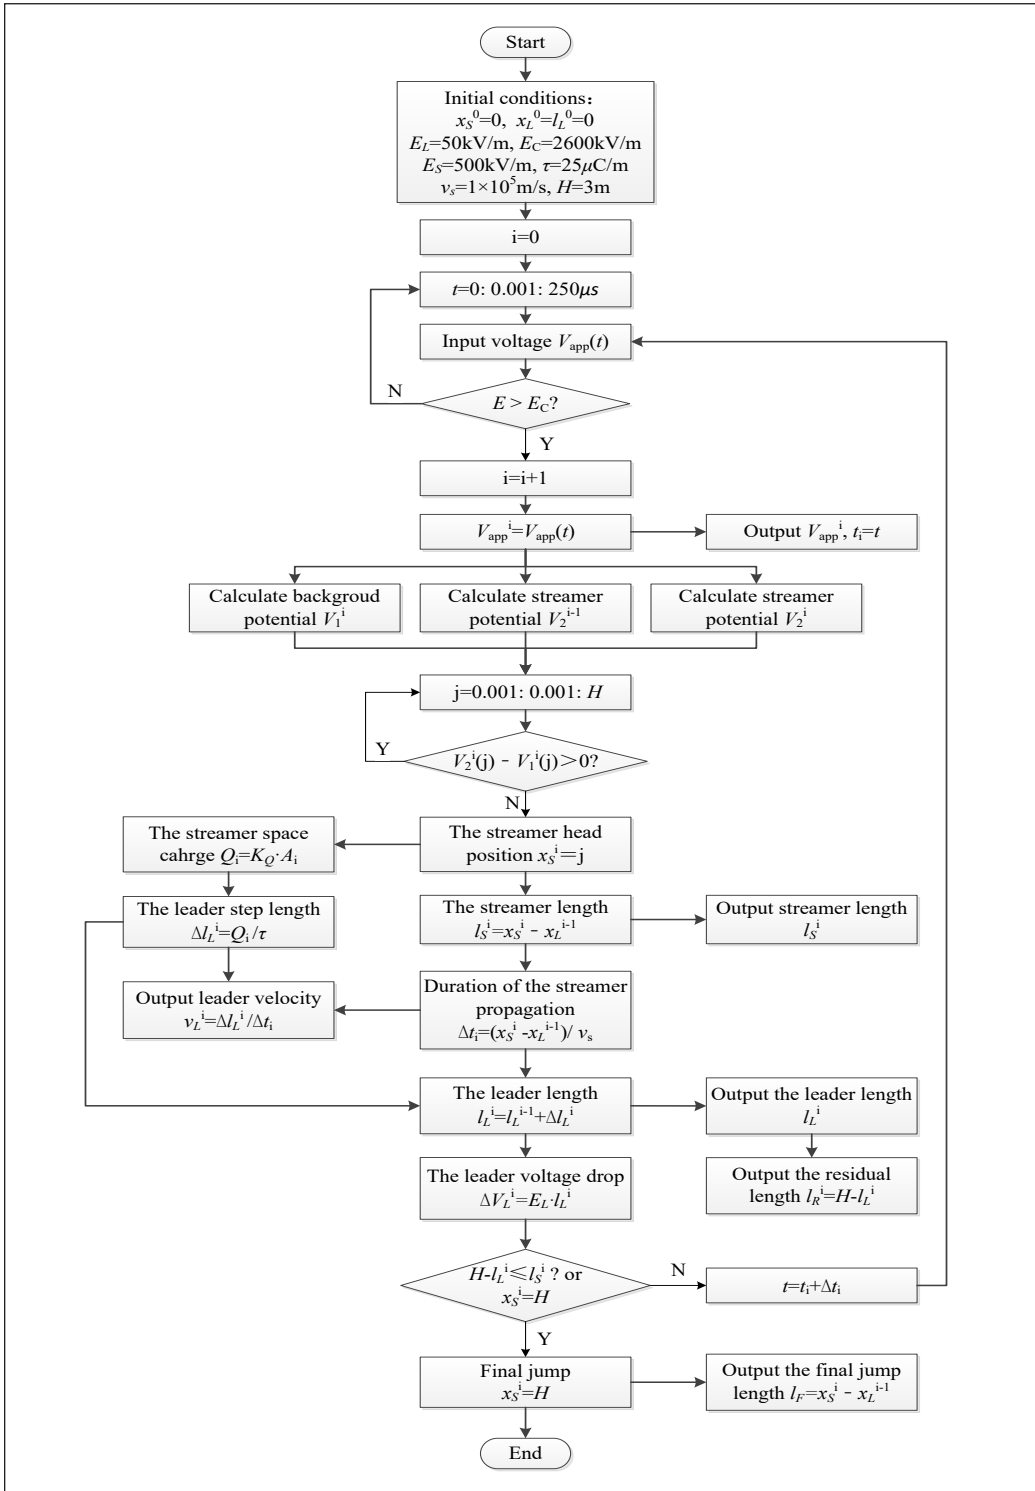 Start
Initial conditions：
x_S^0=0, x_L^0=l_L^0=0
E_L=50kV/m, E_C=2600kV/m
E_S=500kV/m, τ=25μC/m
v_s=1×10^5m/s, H=3m
i=0
t=0: 0.001: 250μs
Input voltage V_app(t)
N
E > E_C?
Y
i=i+1
V_app^i=V_app(t)
Output V_app^i, t_i=t
Calculate backgroud
potential V_1^i
Calculate streamer
potential V_2^i-1
Calculate streamer
potential V_2^i
j=0.001: 0.001: H
Y
V_2^i(j) - V_1^i(j)＞0?
N
The streamer space
cahrge Q_i=K_Q·A_i
The streamer head
position x_S^i=j
The leader step length
Δl_L^i=Q_i/τ
The streamer length
l_S^i=x_S^i - x_L^i-1
Output streamer length
l_S^i
Output leader velocity
v_L^i=Δl_L^i/Δt_i
Duration of the streamer
propagation
Δt_i=(x_S^i -x_L^i-1)/ v_s
The leader length
l_L^i=l_L^i-1+Δl_L^i
Output the leader length
l_L^i
The leader voltage drop
ΔV_L^i=E_L·l_L^i
Output the residual
length l_R^i=H-l_L^i
H-l_L^i≤l_S^i ? or
x_S^i=H
N
t=t_i+Δt_i
Y
Final jump
x_S^i=H
Output the final jump
length l_F=x_S^i - x_L^i-1
End